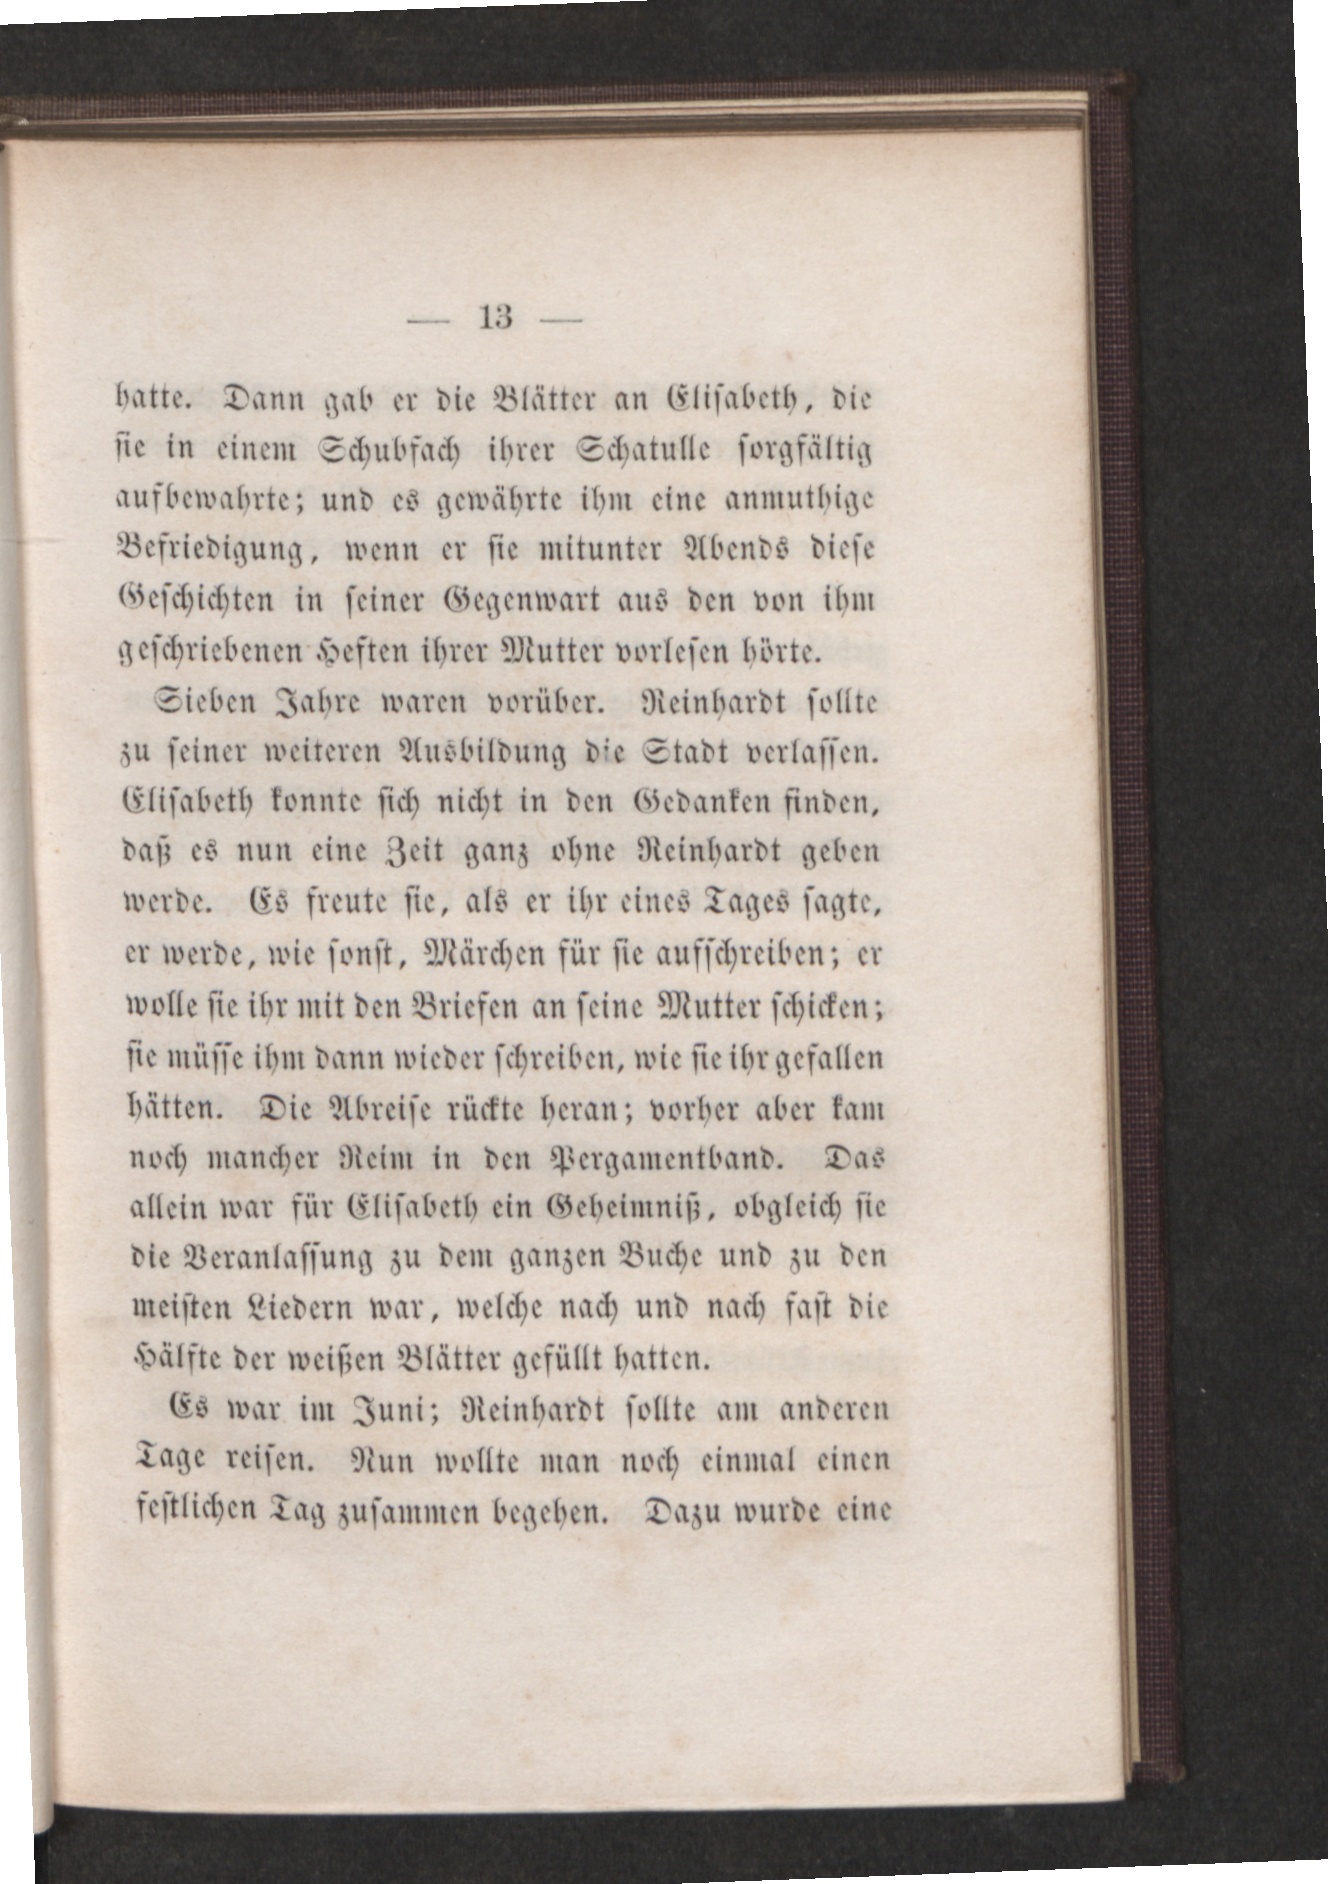 — 13 —
hatte. Dann gab er die Blätter an Eliſabeth, die
ſie in einem Schubfach ihrer Schatulle ſorgfältig
aufbewahrte; und es gewährte ihm eine anmuthige
Befriedigung, wenn er ſie mitunter Abends dieſe
Geſchichten in ſeiner Gegenwart aus den von ihm
geſchriebenen Heften ihrer Mutter vorleſen hörte.
Sieben Jahre waren vorüber. Reinhardt ſollte
zu ſeiner weiteren Ausbildung die Stadt verlaſſen.
Eliſabeth konnte ſich nicht in den Gedanken finden,
daß es nun eine Zeit ganz ohne Reinhardt geben
werde. Es freute ſie, als er ihr eines Tages ſagte,
er werde, wie ſonſt, Märchen für ſie aufſchreiben; er
wolle ſie ihr mit den Briefen an ſeine Mutter ſchicken;
ſie müſſe ihm dann wieder ſchreiben, wie ſie ihr gefallen
hätten. Die Abreiſe rückte heran; vorher aber kam
noch mancher Reim in den Pergamentband. Das
allein war für Eliſabeth ein Geheimniß, obgleich ſie
die Veranlaſſung zu dem ganzen Buche und zu den
meiſten Liedern war, welche nach und nach faſt die
Hälfte der weißen Blätter gefüllt hatten.
Es war im Juni; Reinhardt ſollte am anderen
Tage reiſen. Nun wollte man noch einmal einen
feſtlichen Tag zuſammen begehen. Dazu wurde eine